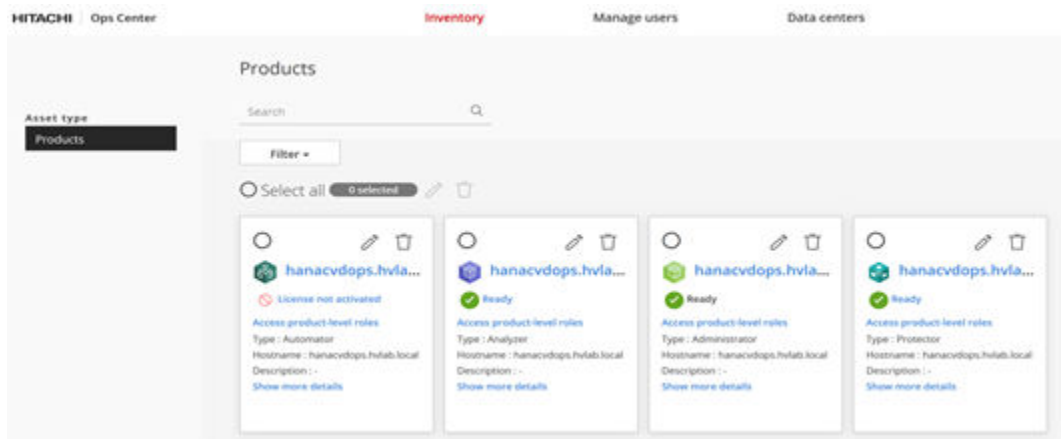 HITACHI Ops Center
Inventory
Manage users
Data centers
Products
Search
Asset type
Products
Filter
Select all 0 selected
hanacvdops.hvla...
License not activated
Access product-level roles
Type : Automator
Hostname : hanacvdops.hvlab.local
Description : -
Show more details
hanacvdops.hvla...
Ready
Access product-level roles
Type : Analyzer
Hostname : hanacvdops.hvlab.local
Description : -
Show more details
hanacvdops.hvla...
Ready
Access product-level roles
Type : Administrator
Hostname : hanacvdops.hvlab.local
Description : -
Show more details
hanacvdops.hvla...
Ready
Access product-level roles
Type : Protector
Hostname : hanacvdops.hvlab.local
Description : -
Show more details